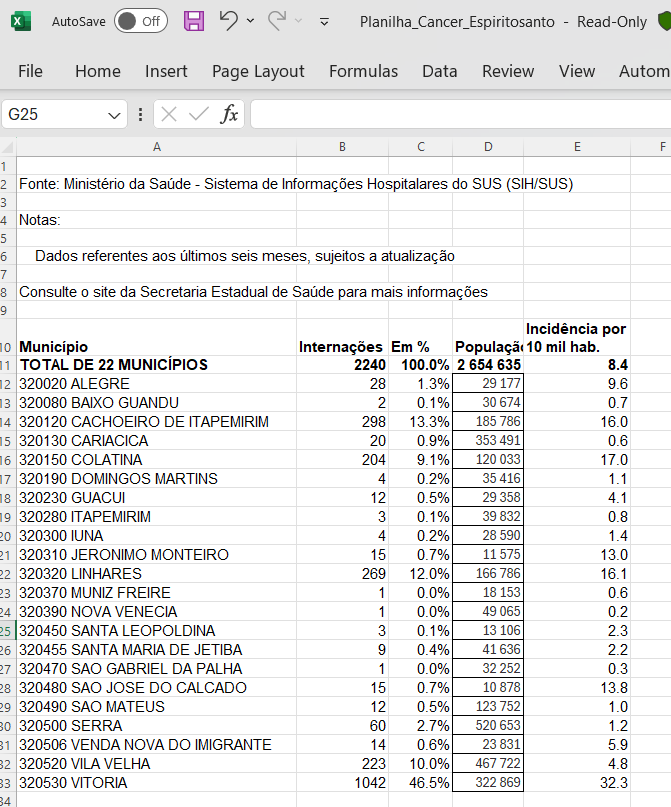 AutoSave Off Planilha_Cancer_Espiritosanto - Read-Only
File Home Insert Page Layout Formulas Data Review View Autom
G25 fx
A B C D E F
1
2 Fonte: Ministério da Saúde - Sistema de Informações Hospitalares do SUS (SIH/SUS)
3
4 Notas:
5
6 Dados referentes aos últimos seis meses, sujeitos a atualização
7
8 Consulte o site da Secretaria Estadual de Saúde para mais informações
9
Incidência por
10 Município Internações Em % População 10 mil hab.
11 TOTAL DE 22 MUNICÍPIOS 2240 100.0% 2 654 635 8.4
12 320020 ALEGRE 28 1.3% 29 177 9.6
13 320080 BAIXO GUANDU 2 0.1% 30 674 0.7
14 320120 CACHOEIRO DE ITAPEMIRIM 298 13.3% 185 786 16.0
15 320130 CARIACICA 20 0.9% 353 491 0.6
16 320150 COLATINA 204 9.1% 120 033 17.0
17 320190 DOMINGOS MARTINS 4 0.2% 35 416 1.1
18 320230 GUACUI 12 0.5% 29 358 4.1
19 320280 ITAPEMIRIM 3 0.1% 39 832 0.8
20 320300 IUNA 4 0.2% 28 590 1.4
21 320310 JERONIMO MONTEIRO 15 0.7% 11 575 13.0
22 320320 LINHARES 269 12.0% 166 786 16.1
23 320370 MUNIZ FREIRE 1 0.0% 18 153 0.6
24 320390 NOVA VENECIA 1 0.0% 49 065 0.2
25 320450 SANTA LEOPOLDINA 3 0.1% 13 106 2.3
26 320455 SANTA MARIA DE JETIBA 9 0.4% 41 636 2.2
27 320470 SAO GABRIEL DA PALHA 1 0.0% 32 252 0.3
28 320480 SAO JOSE DO CALCADO 15 0.7% 10 878 13.8
29 320490 SAO MATEUS 12 0.5% 123 752 1.0
30 320500 SERRA 60 2.7% 520 653 1.2
31 320506 VENDA NOVA DO IMIGRANTE 14 0.6% 23 831 5.9
32 320520 VILA VELHA 223 10.0% 467 722 4.8
33 320530 VITORIA 1042 46.5% 322 869 32.3
34